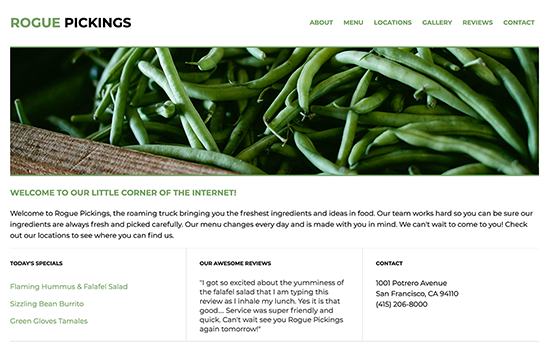 ROGUE PICKINGS
ABOUT MENU LOCATIONS GALLERY REVIEWS CONTACT
WELCOME TO OUR LITTLE CORNER OF THE INTERNET!
Welcome to Rogue Pickings, the roaming truck bringing you the freshest ingredients and ideas in food. Our team works hard so you can be sure our
ingredients are always fresh and picked carefully. Our menu changes every day and is made with you in mind. We can't wait to come to you! Check
out our locations to see where you can find us.
TODAY'S SPECIALS
Flaming Hummus & Falafel Salad
Sizzling Bean Burrito
Green Gloves Tamales
OUR AWESOME REVIEWS
"I got so excited about the yumminess of
the falafel salad that I am typing this
review as I inhale my lunch. Yes it is that
good.... Service was super friendly and
quick. Can't wait see you Rogue Pickings
again tomorrow!"
CONTACT
1001 Potrero Avenue
San Francisco, CA 94110
(415) 206-8000